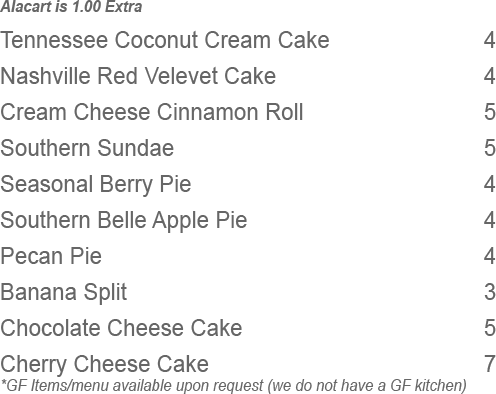 Alacart is 1.00 Extra
Tennessee Coconut Cream Cake 4
Nashville Red Velevet Cake 4
Cream Cheese Cinnamon Roll 5
Southern Sundae 5
Seasonal Berry Pie 4
Southern Belle Apple Pie 4
Pecan Pie 4
Banana Split 3
Chocolate Cheese Cake 5
Cherry Cheese Cake 7
*GF Items/menu available upon request (we do not have a GF kitchen)